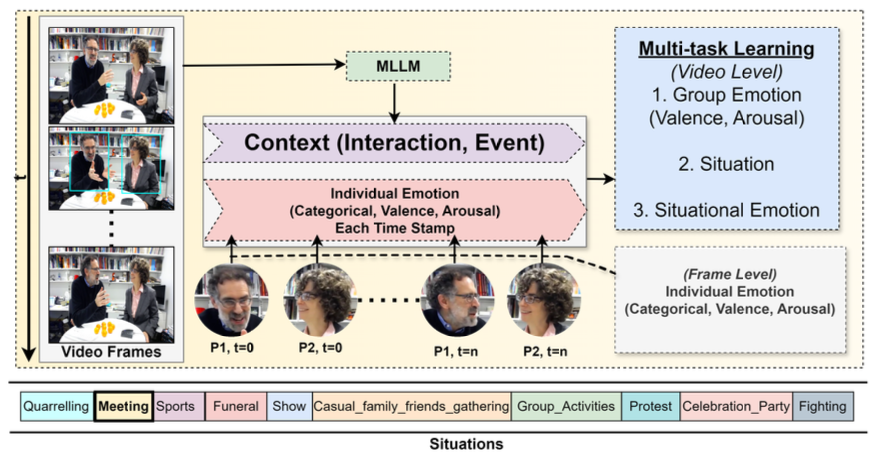 MLLM
Multi-task Learning
(Video Level)
1. Group Emotion
(Valence, Arousal)
2. Situation
3. Situational Emotion
Context (Interaction, Event)
Individual Emotion
(Categorical, Valence, Arousal)
Each Time Stamp
t
(Frame Level)
Individual Emotion
(Categorical, Valence, Arousal)
Video Frames
P1, t=0
P2, t=0
P1, t=n
P2, t=n
Quarrelling
Meeting
Sports
Funeral
Show
Casual_family_friends_gathering
Group_Activities
Protest
Celebration_Party
Fighting
Situations